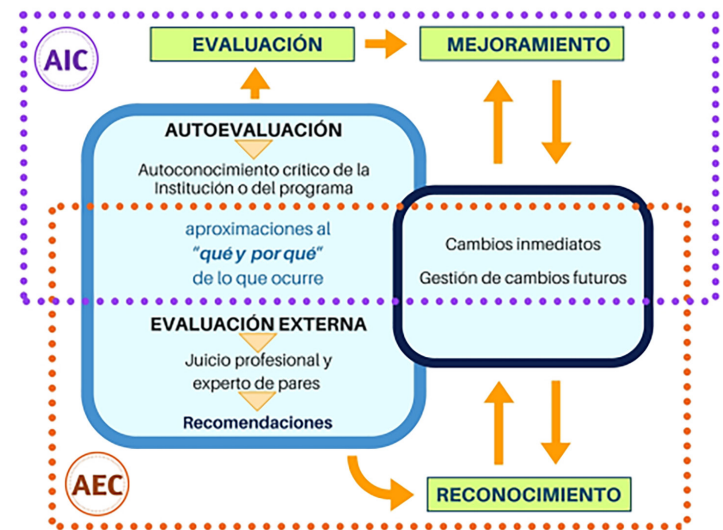 AIC
EVALUACIÓN
MEJORAMIENTO
AUTOEVALUACIÓN
Autoconocimiento crítico de la
Institución o del programa
aproximaciones al
"qué y por qué"
de lo que ocurre
Cambios inmediatos
Gestión de cambios futuros
EVALUACIÓN EXTERNA
Juicio profesional y
experto de pares
Recomendaciones
AEC
RECONOCIMIENTO